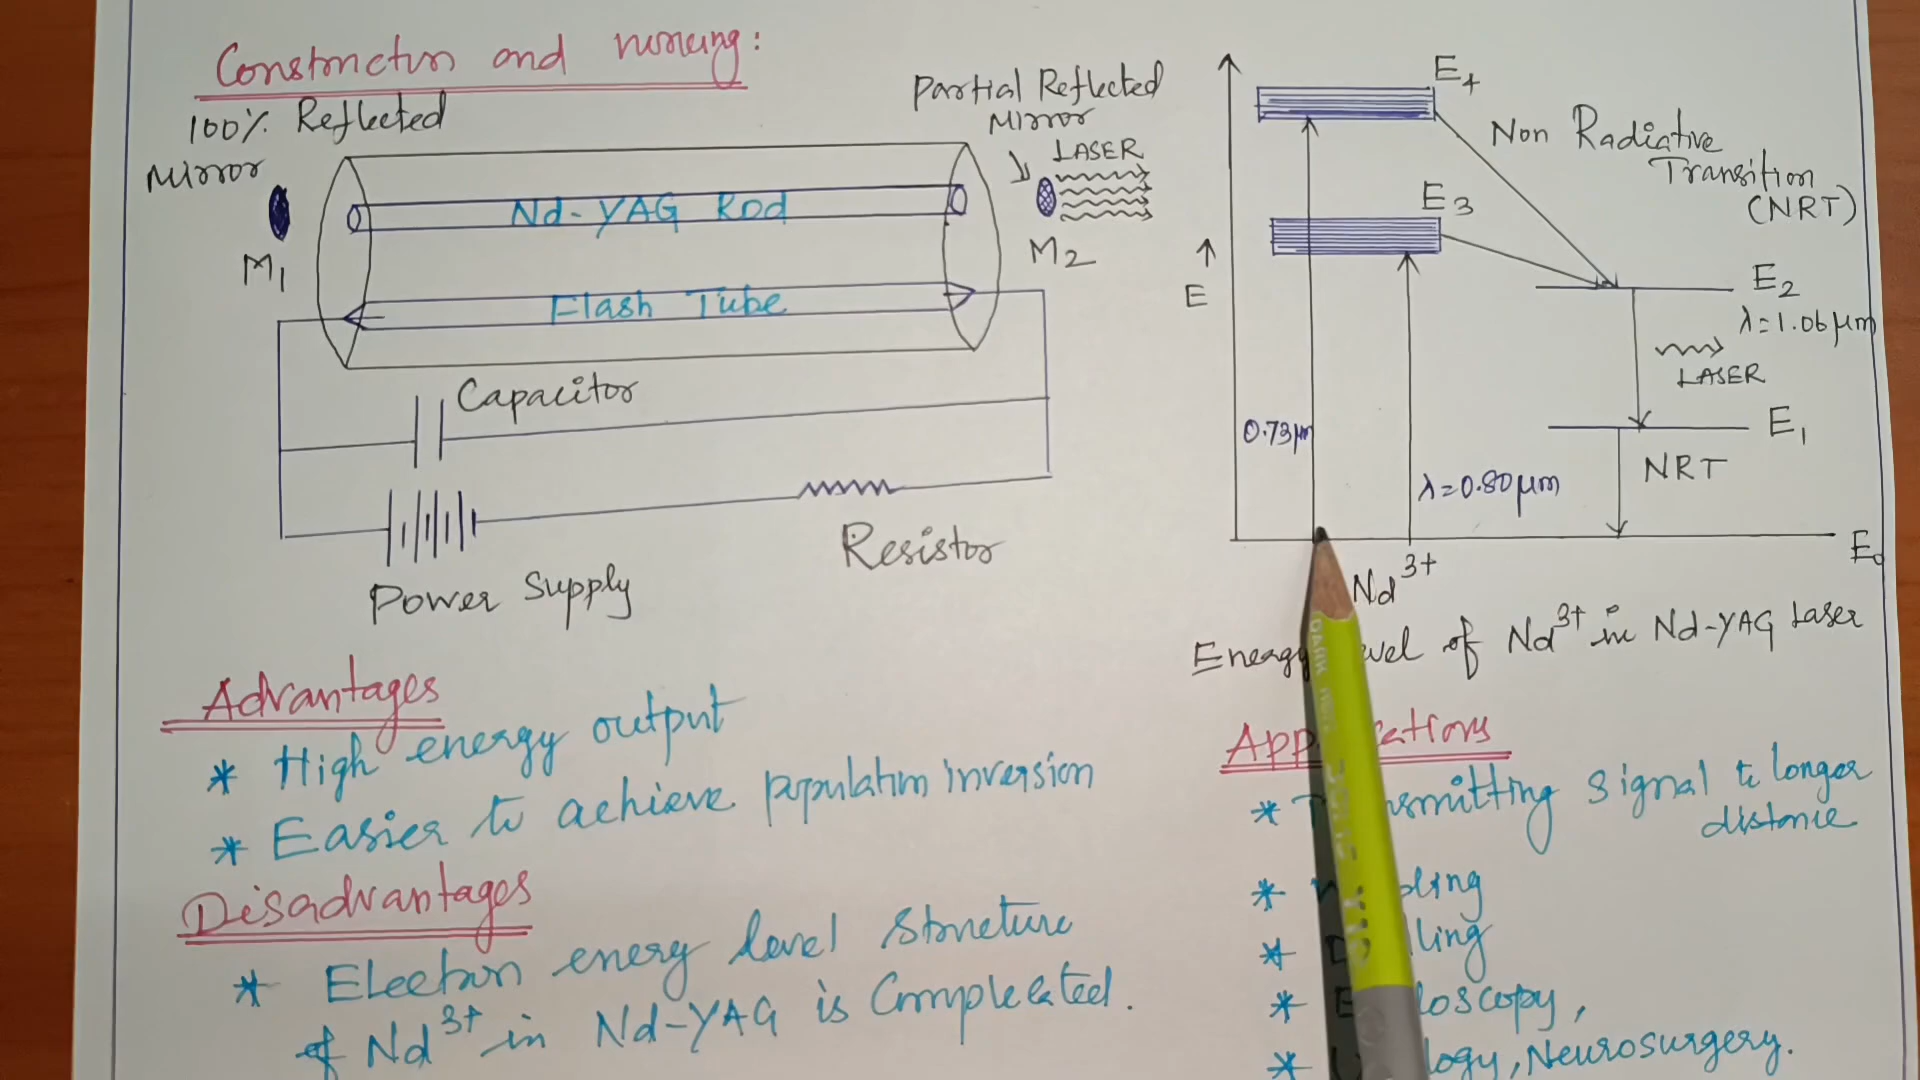 Construction and working:
100% Reflected
Mirror
M1
Nd-YAG Rod
Flash Tube
Partial Reflected
Mirror
LASER
M2
Capacitor
Power Supply
Resistor
E4
Non Radiative
Transition
(NRT)
E3
E
E2
λ=1.06μm
LASER
E1
0.73μm
λ=0.80μm
NRT
E0
Nd3+
Energy level of Nd3+ in Nd-YAG Laser
Advantages
* High energy output
* Easier to achieve population inversion
Disadvantages
* Electron energy level structure
of Nd3+ in Nd-YAG is Complicated.
* signal to longer
distance
*
*
*
* Neurosurgery.